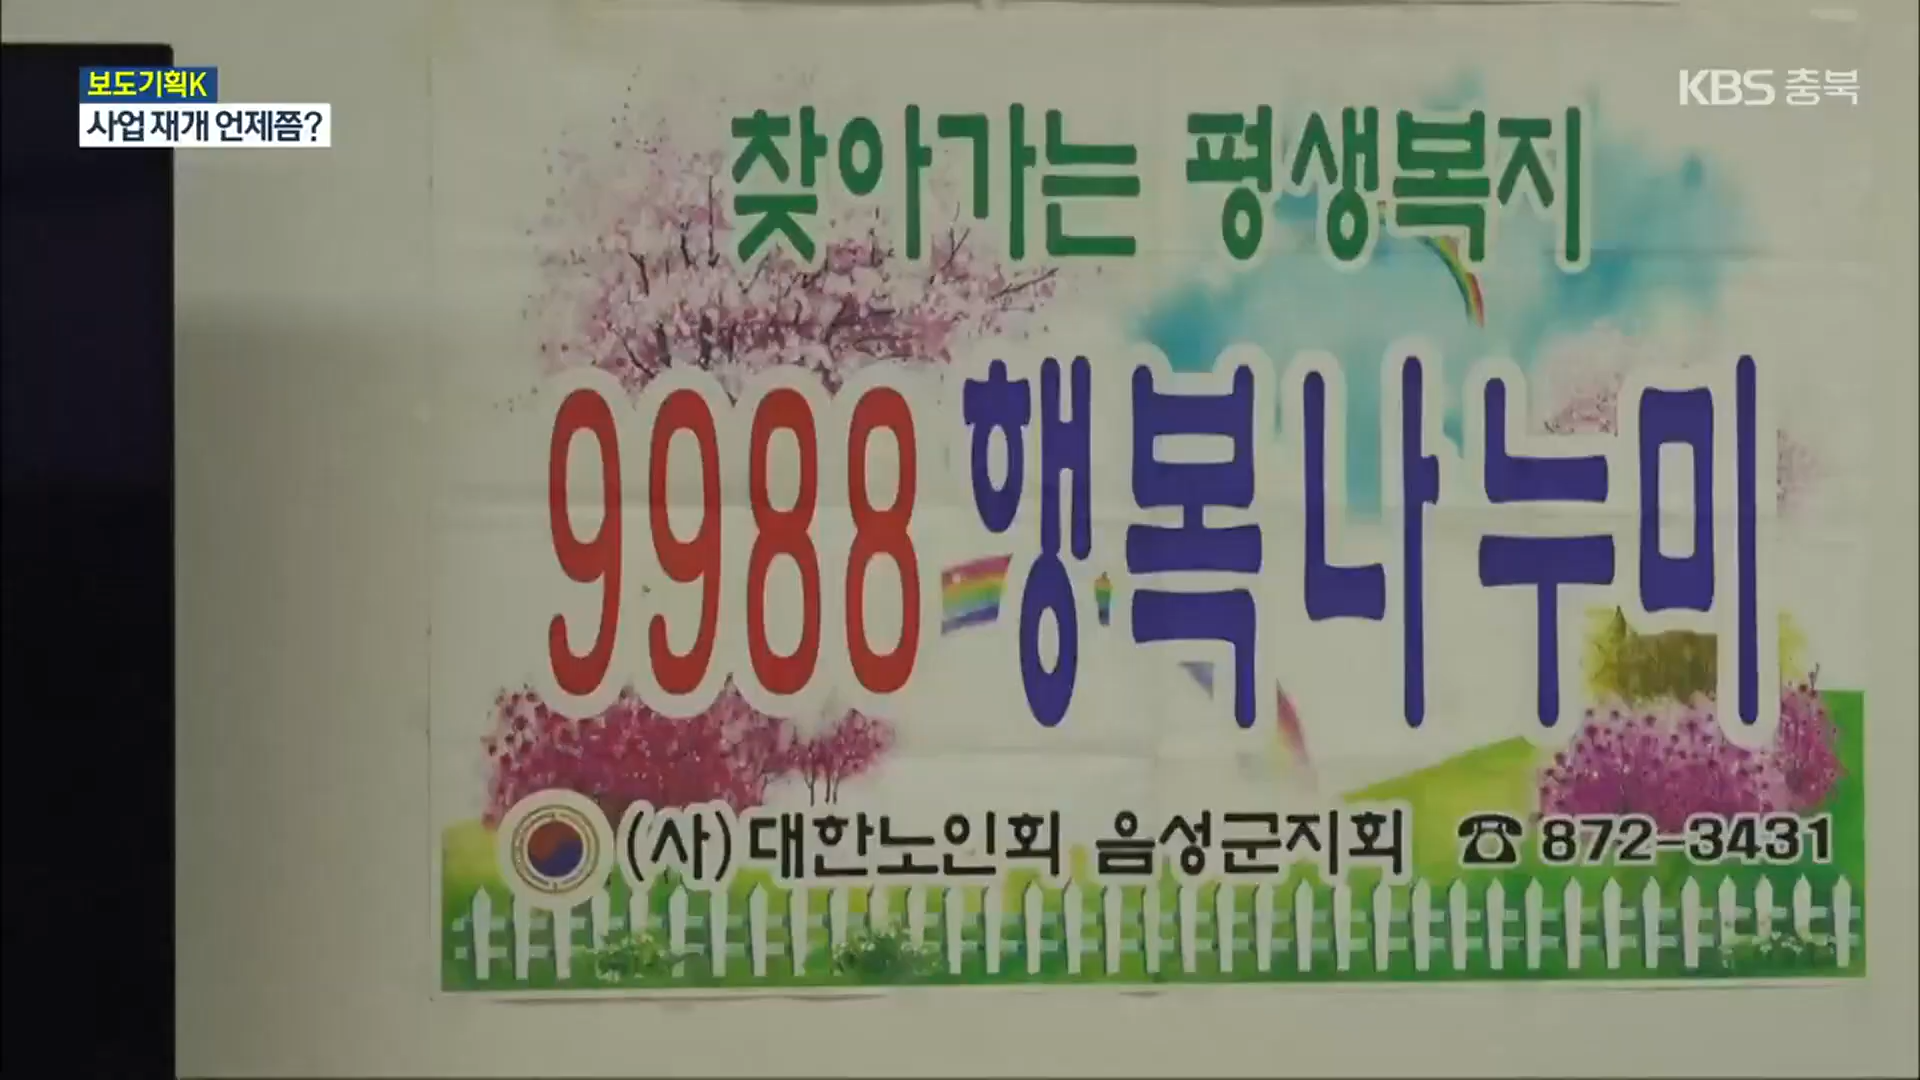 보도기획K
사업 재개 언제쯤?
KBS 충북
찾아가는 평생복지
9988 행복나누미
(사)대한노인회 음성군지회 ☎872-3431